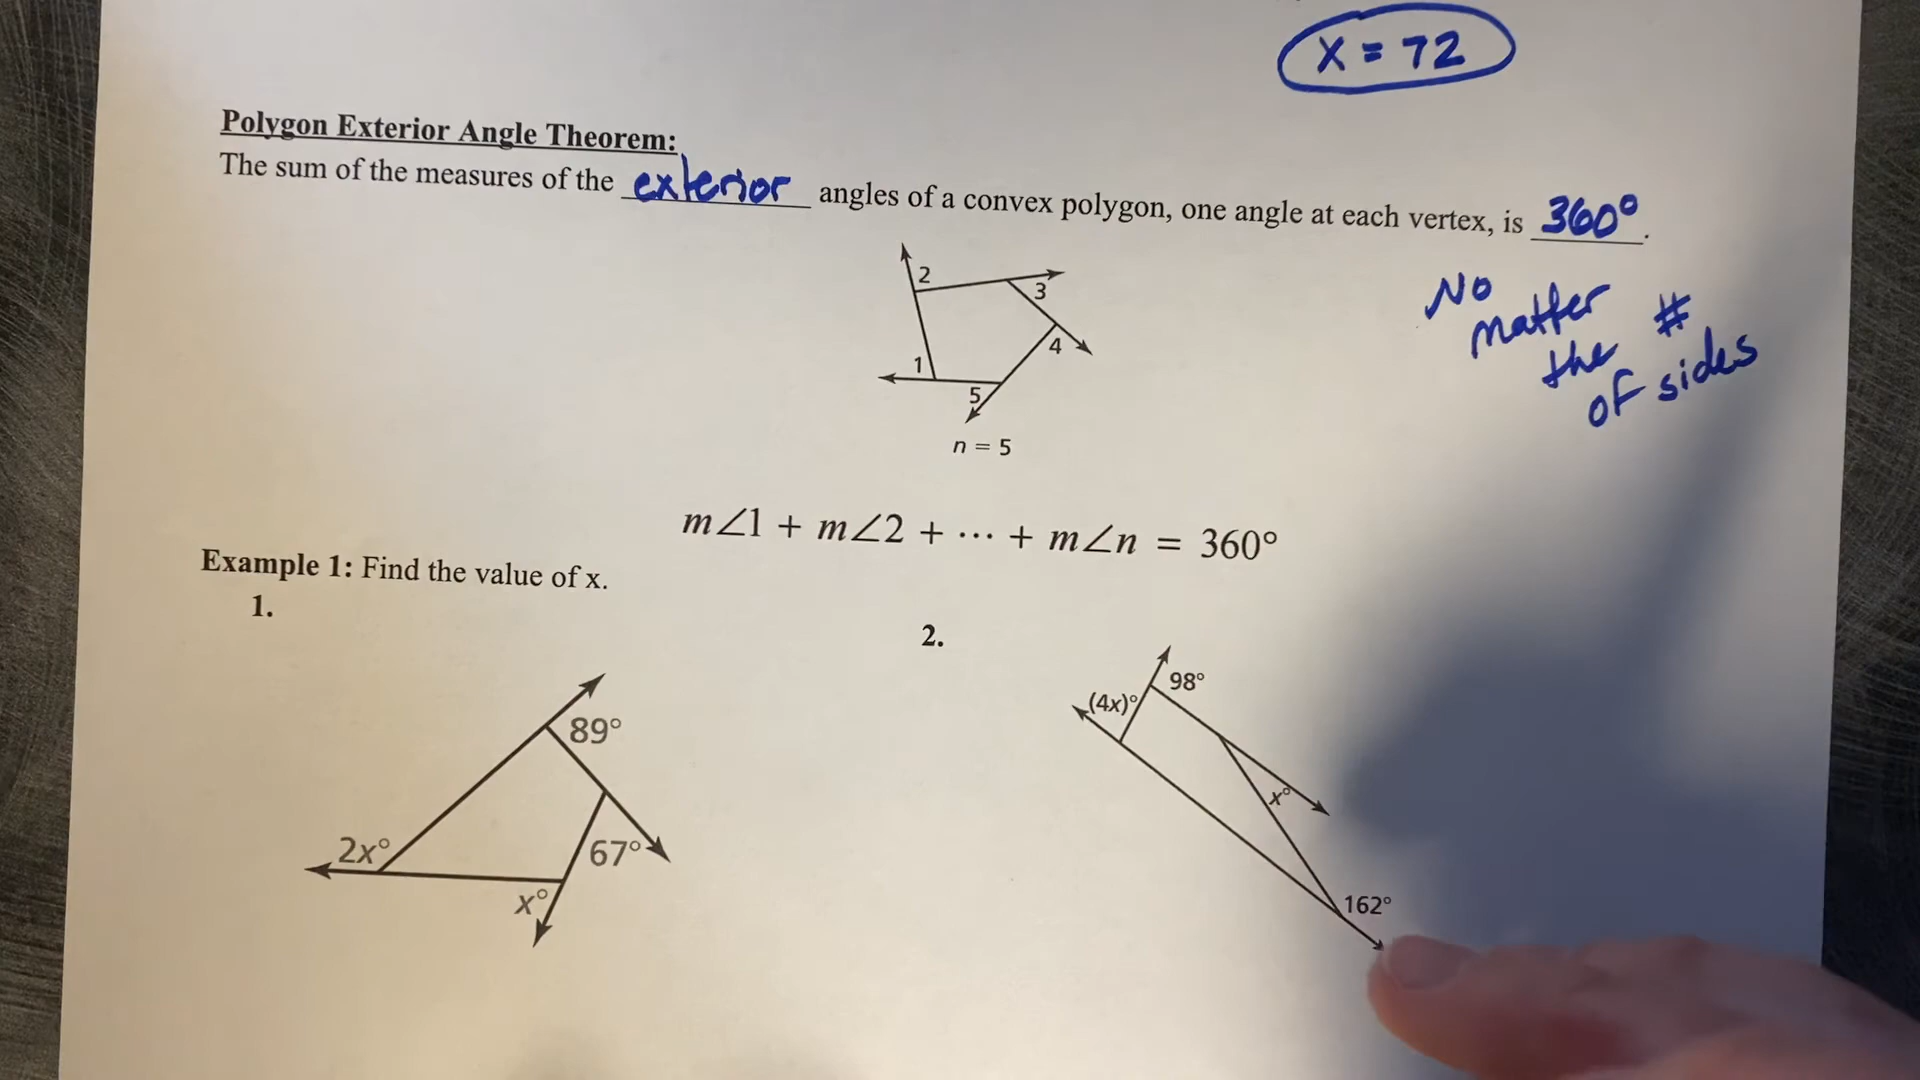 x = 72
Polygon Exterior Angle Theorem:
The sum of the measures of the exterior angles of a convex polygon, one angle at each vertex, is 360°.
No
matter
the #
of sides
2
3
4
1
5
n = 5
m∠1 + m∠2 + ⋯ + m∠n = 360°
Example 1: Find the value of x.
1.
2.
98°
(4x)°
89°
x°
2x°
67°
x°
162°